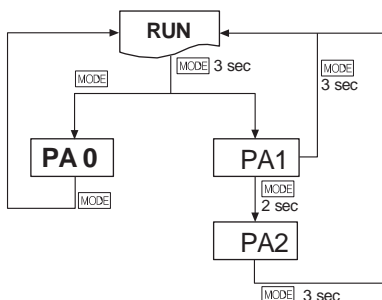 RUN
MODE 3 sec
MODE
MODE
3 sec
PA 0
PA1
MODE
MODE
2 sec
PA2
MODE 3 sec